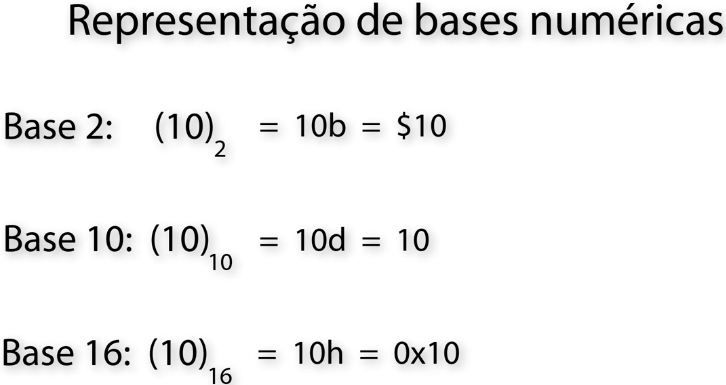 Representação de bases numéricas
Base 2: (10)₂ = 10b = $10
Base 10: (10)₁₀ = 10d = 10
Base 16: (10)₁₆ = 10h = 0x10